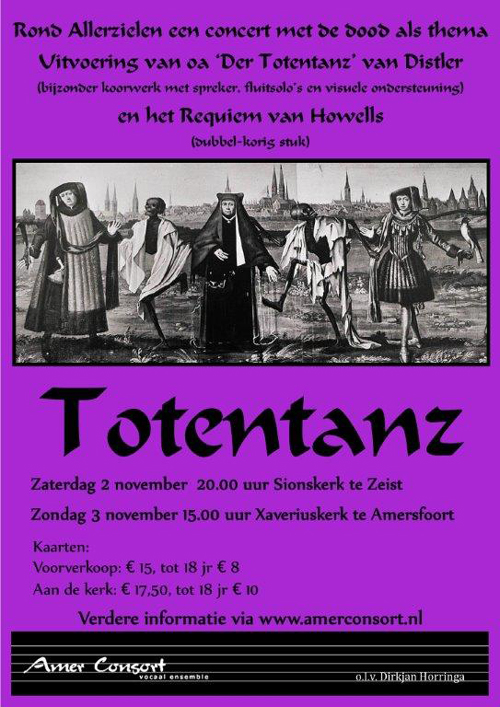 Rond Allerzielen een concert met de dood als thema
Uitvoering van oa 'Der Totentanz' van Distler
(bijzonder koorwerk met spreker, fluitsolo's en visuele ondersteuning)
en het Requiem van Howells
(dubbel-korig stuk)
Totentanz
Zaterdag 2 november 20.00 uur Sionskerk te Zeist
Zondag 3 november 15.00 uur Xaveriuskerk te Amersfoort
Kaarten:
Voorverkoop: € 15, tot 18 jr € 8
Aan de kerk: € 17,50, tot 18 jr € 10
Verdere informatie via www.amerconsort.nl
Amer Consort
vocaal ensemble
o.l.v. Dirkjan Horringa